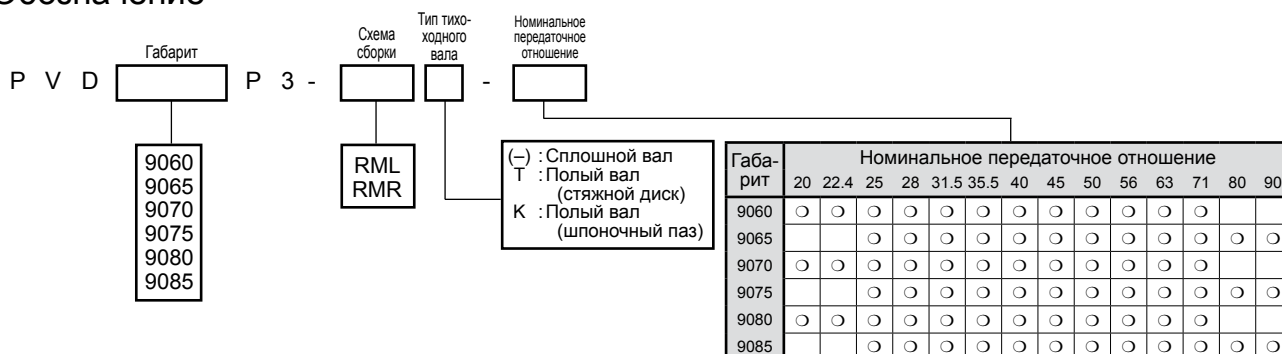 Обозначение
Габарит
Схема
сборки
Тип тихо-
ходного
вала
Номинальное
передаточное
отношение
P V D P 3 - -
9060
9065
9070
9075
9080
9085
RML
RMR
(–) : Сплошной вал
T : Полый вал
(стяжной диск)
K : Полый вал
(шпоночный паз)
Габа-
рит
Номинальное передаточное отношение
20 22.4 25 28 31.5 35.5 40 45 50 56 63 71 80 90
9060 ❍ ❍ ❍ ❍ ❍ ❍ ❍ ❍ ❍ ❍ ❍ ❍
9065 ❍ ❍ ❍ ❍ ❍ ❍ ❍ ❍ ❍ ❍ ❍ ❍
9070 ❍ ❍ ❍ ❍ ❍ ❍ ❍ ❍ ❍ ❍ ❍ ❍
9075 ❍ ❍ ❍ ❍ ❍ ❍ ❍ ❍ ❍ ❍ ❍ ❍
9080 ❍ ❍ ❍ ❍ ❍ ❍ ❍ ❍ ❍ ❍ ❍ ❍
9085 ❍ ❍ ❍ ❍ ❍ ❍ ❍ ❍ ❍ ❍ ❍ ❍